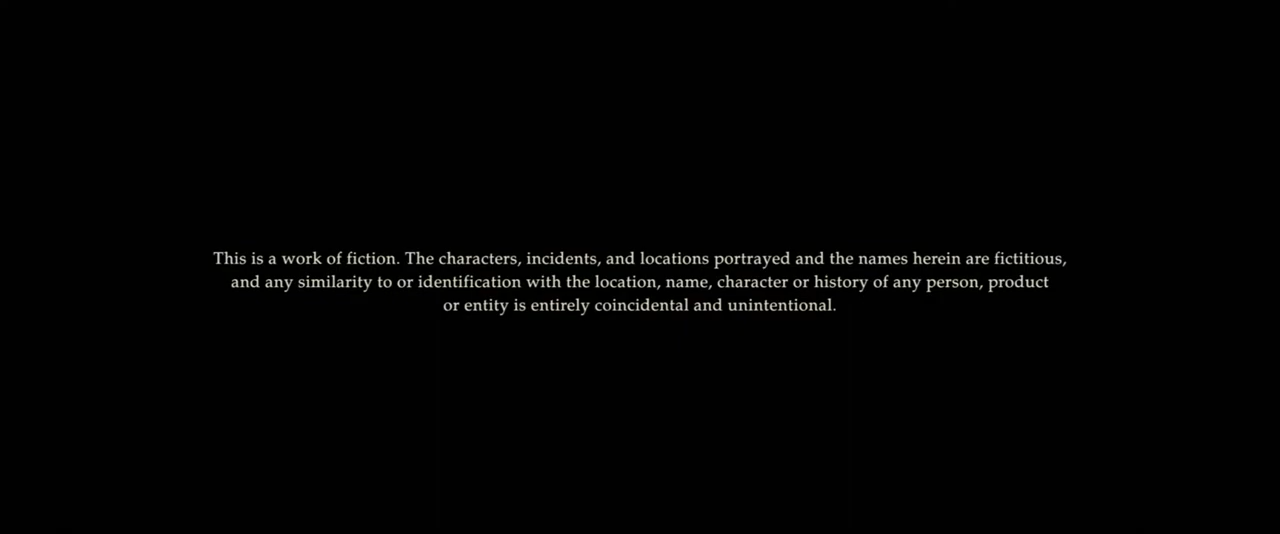 This is a work of fiction. The characters, incidents, and locations portrayed and the names herein are fictitious,
and any similarity to or identification with the location, name, character or history of any person, product
or entity is entirely coincidental and unintentional.